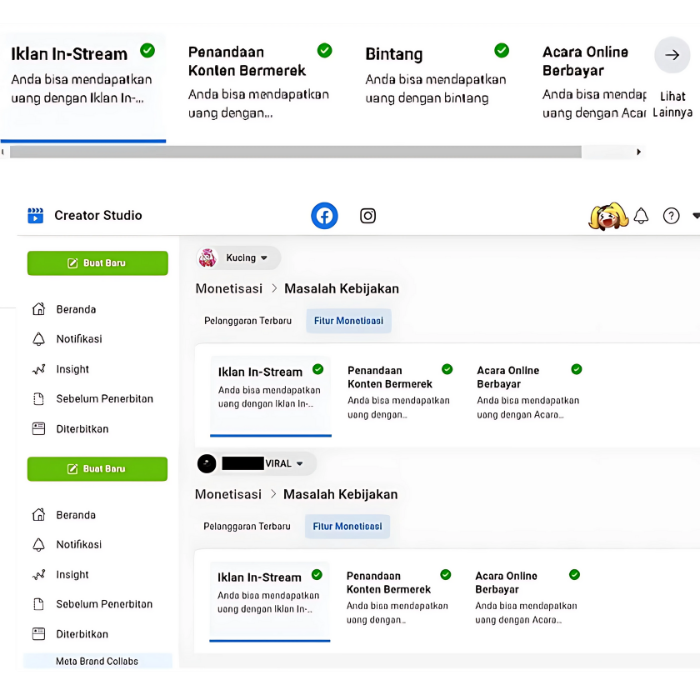 Iklan In-Stream
Anda bisa mendapatkan
uang dengan Iklan In-...
Penandaan
Konten Bermerek
Anda bisa mendapatkan
uang dengan...
Bintang
Anda bisa mendapatkan
uang dengan bintang
Acara Online
Berbayar
Anda bisa mendap
uang dengan Acar
Lihat
Lainnya
Creator Studio
Buat Baru
Beranda
Notifikasi
Insight
Sebelum Penerbitan
Diterbitkan
Kucing
Monetisasi > Masalah Kebijakan
Pelanggaran Terbaru
Fitur Monetisasi
Iklan In-Stream
Anda bisa mendapatkan
uang dengan Iklan In-...
Penandaan
Konten Bermerek
Anda bisa mendapatkan
uang dengan...
Acara Online
Berbayar
Anda bisa mendapatkan
uang dengan Acara...
Buat Baru
Beranda
Notifikasi
Insight
Sebelum Penerbitan
Diterbitkan
Meta Brand Collabs
VIRAL
Monetisasi > Masalah Kebijakan
Pelanggaran Terbaru
Fitur Monetisasi
Iklan In-Stream
Anda bisa mendapatkan
uang dengan Iklan In-...
Penandaan
Konten Bermerek
Anda bisa mendapatkan
uang dengan...
Acara Online
Berbayar
Anda bisa mendapatkan
uang dengan Acara...